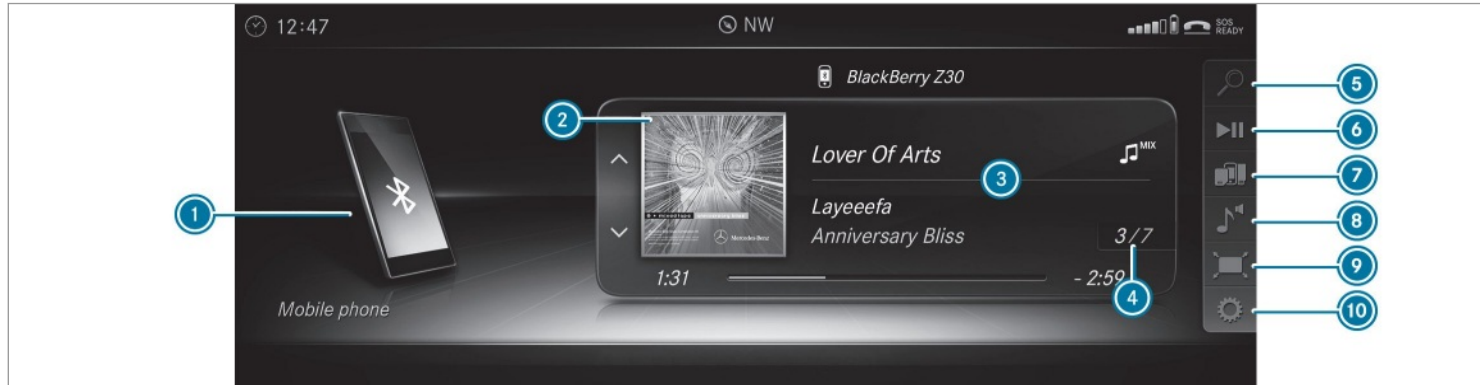 12:47
NW
SOS
READY
BlackBerry Z30
1
2
3
4
5
6
7
8
9
10
Lover Of Arts
MIX
Layeeefa
Anniversary Bliss
3/7
Mercedes-Benz
1:31
- 2:59
Mobile phone